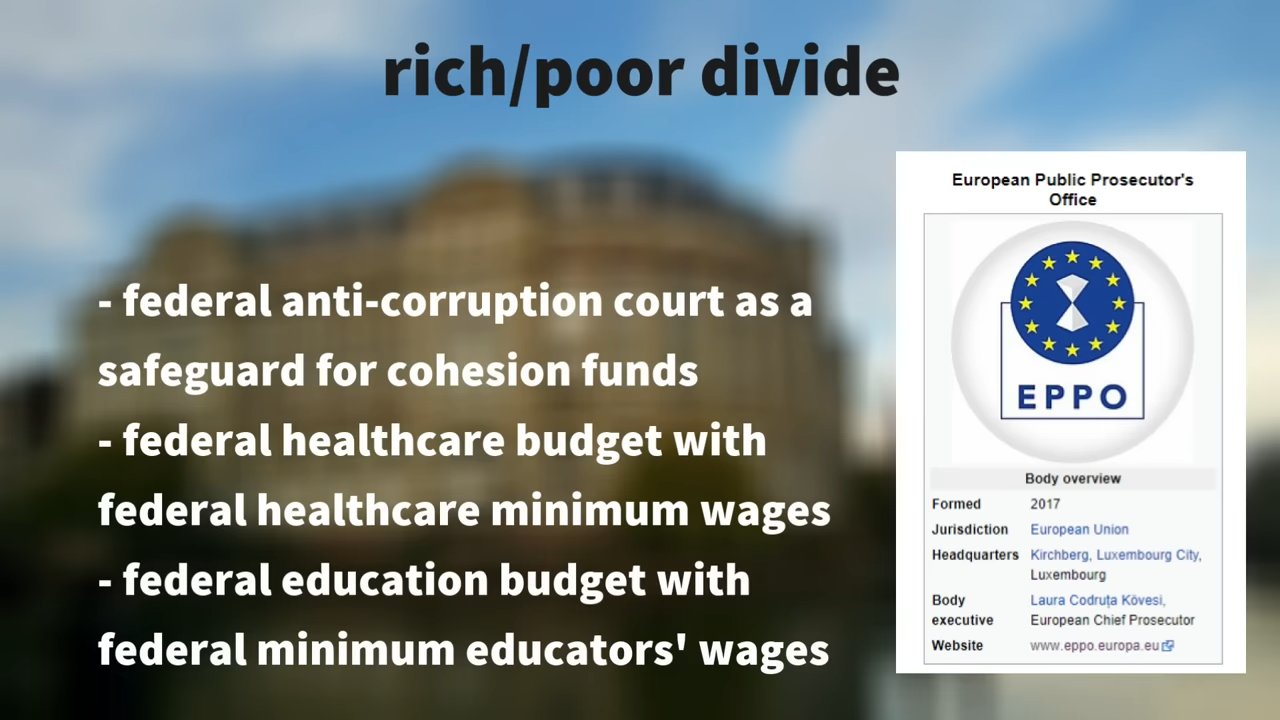 rich/poor divide
- federal anti-corruption court as a
safeguard for cohesion funds
- federal healthcare budget with
federal healthcare minimum wages
- federal education budget with
federal minimum educators' wages
European Public Prosecutor's
Office
EPPO
Body overview
Formed 2017
Jurisdiction European Union
Headquarters Kirchberg, Luxembourg City,
Luxembourg
Body Laura Codruța Kövesi,
executive European Chief Prosecutor
Website www.eppo.europa.eu